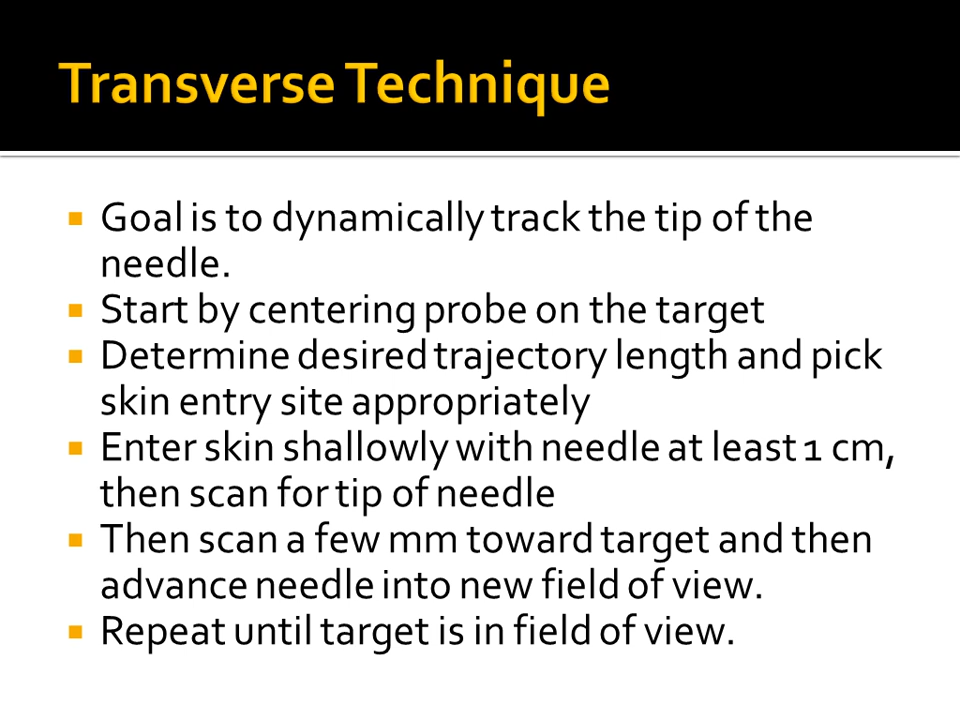 Transverse Technique
▪ Goal is to dynamically track the tip of the
needle.
▪ Start by centering probe on the target
▪ Determine desired trajectory length and pick
skin entry site appropriately
▪ Enter skin shallowly with needle at least 1 cm,
then scan for tip of needle
▪ Then scan a few mm toward target and then
advance needle into new field of view.
▪ Repeat until target is in field of view.